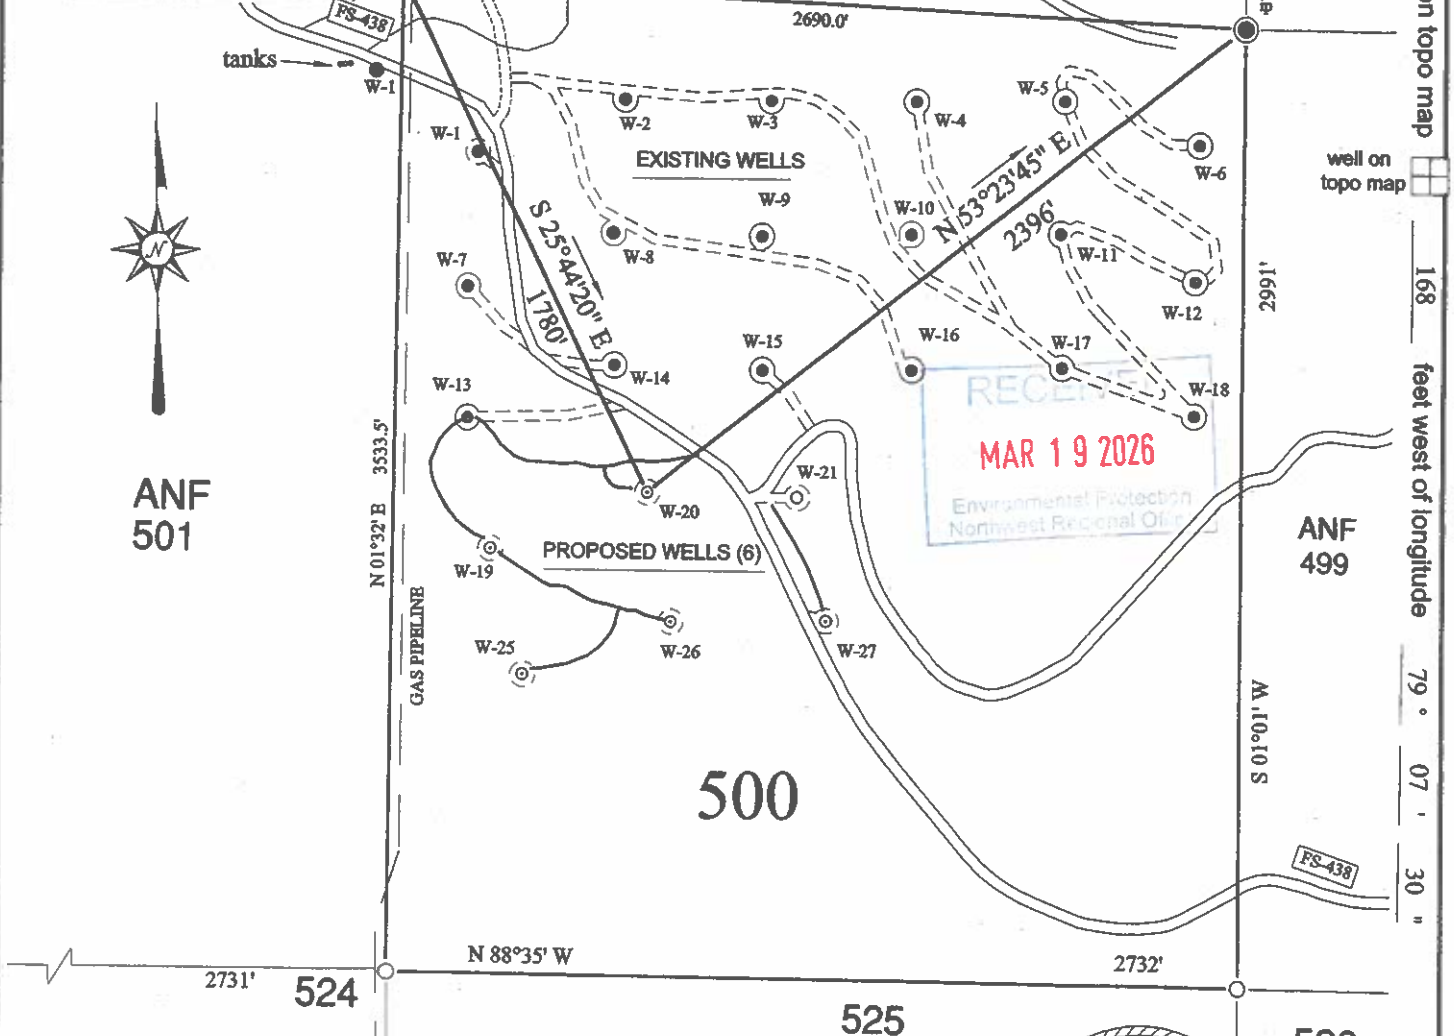 FS-438
2690.0'
tanks
W-1
W-1
W-2
W-3
W-4
W-5
W-6
EXISTING WELLS
W-9
W-10
N 53°23'45" E
2396'
W-7
W-8
W-11
W-12
S 25°44'20" E
1780'
2991'
W-14
W-15
W-16
W-17
W-18
W-13
RECEIVED
MAR 19 2026
Environmental Protection
Northwest Regional Office
N
ANF
501
N 01°32' E 3533.5'
GAS PIPELINE
W-20
W-21
PROPOSED WELLS (6)
W-19
W-25
W-26
W-27
ANF
499
500
S 01°01' W
FS-438
N 88°35' W
2732'
2731'
524
525
on topo map
well on
topo map
168 feet west of longitude 79 ° 07 ' 30 "